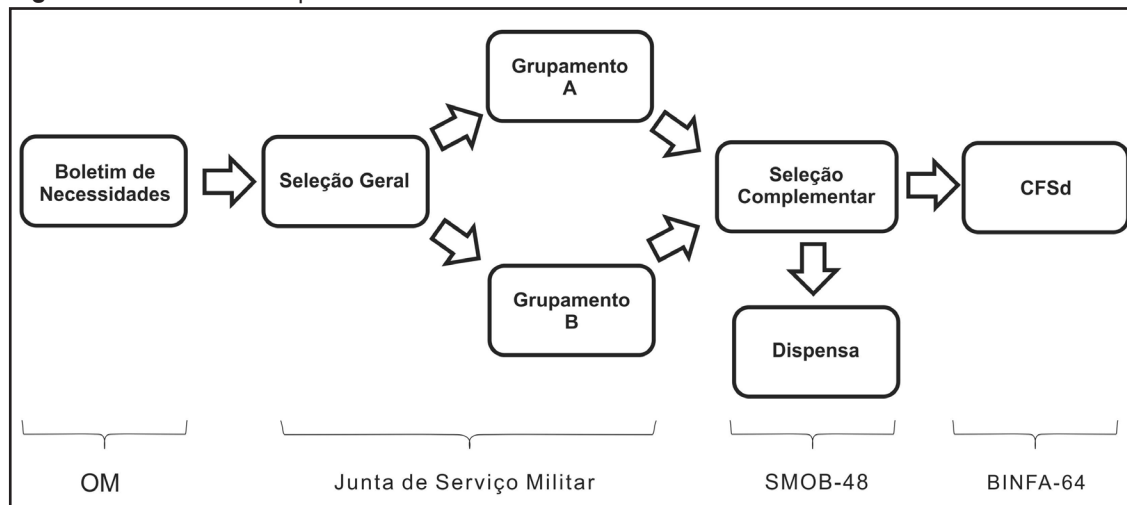 Grupamento
A
Boletim de
Necessidades
Seleção Geral
Seleção
Complementar
CFSd
Grupamento
B
Dispensa
OM
Junta de Serviço Militar
SMOB-48
BINFA-64